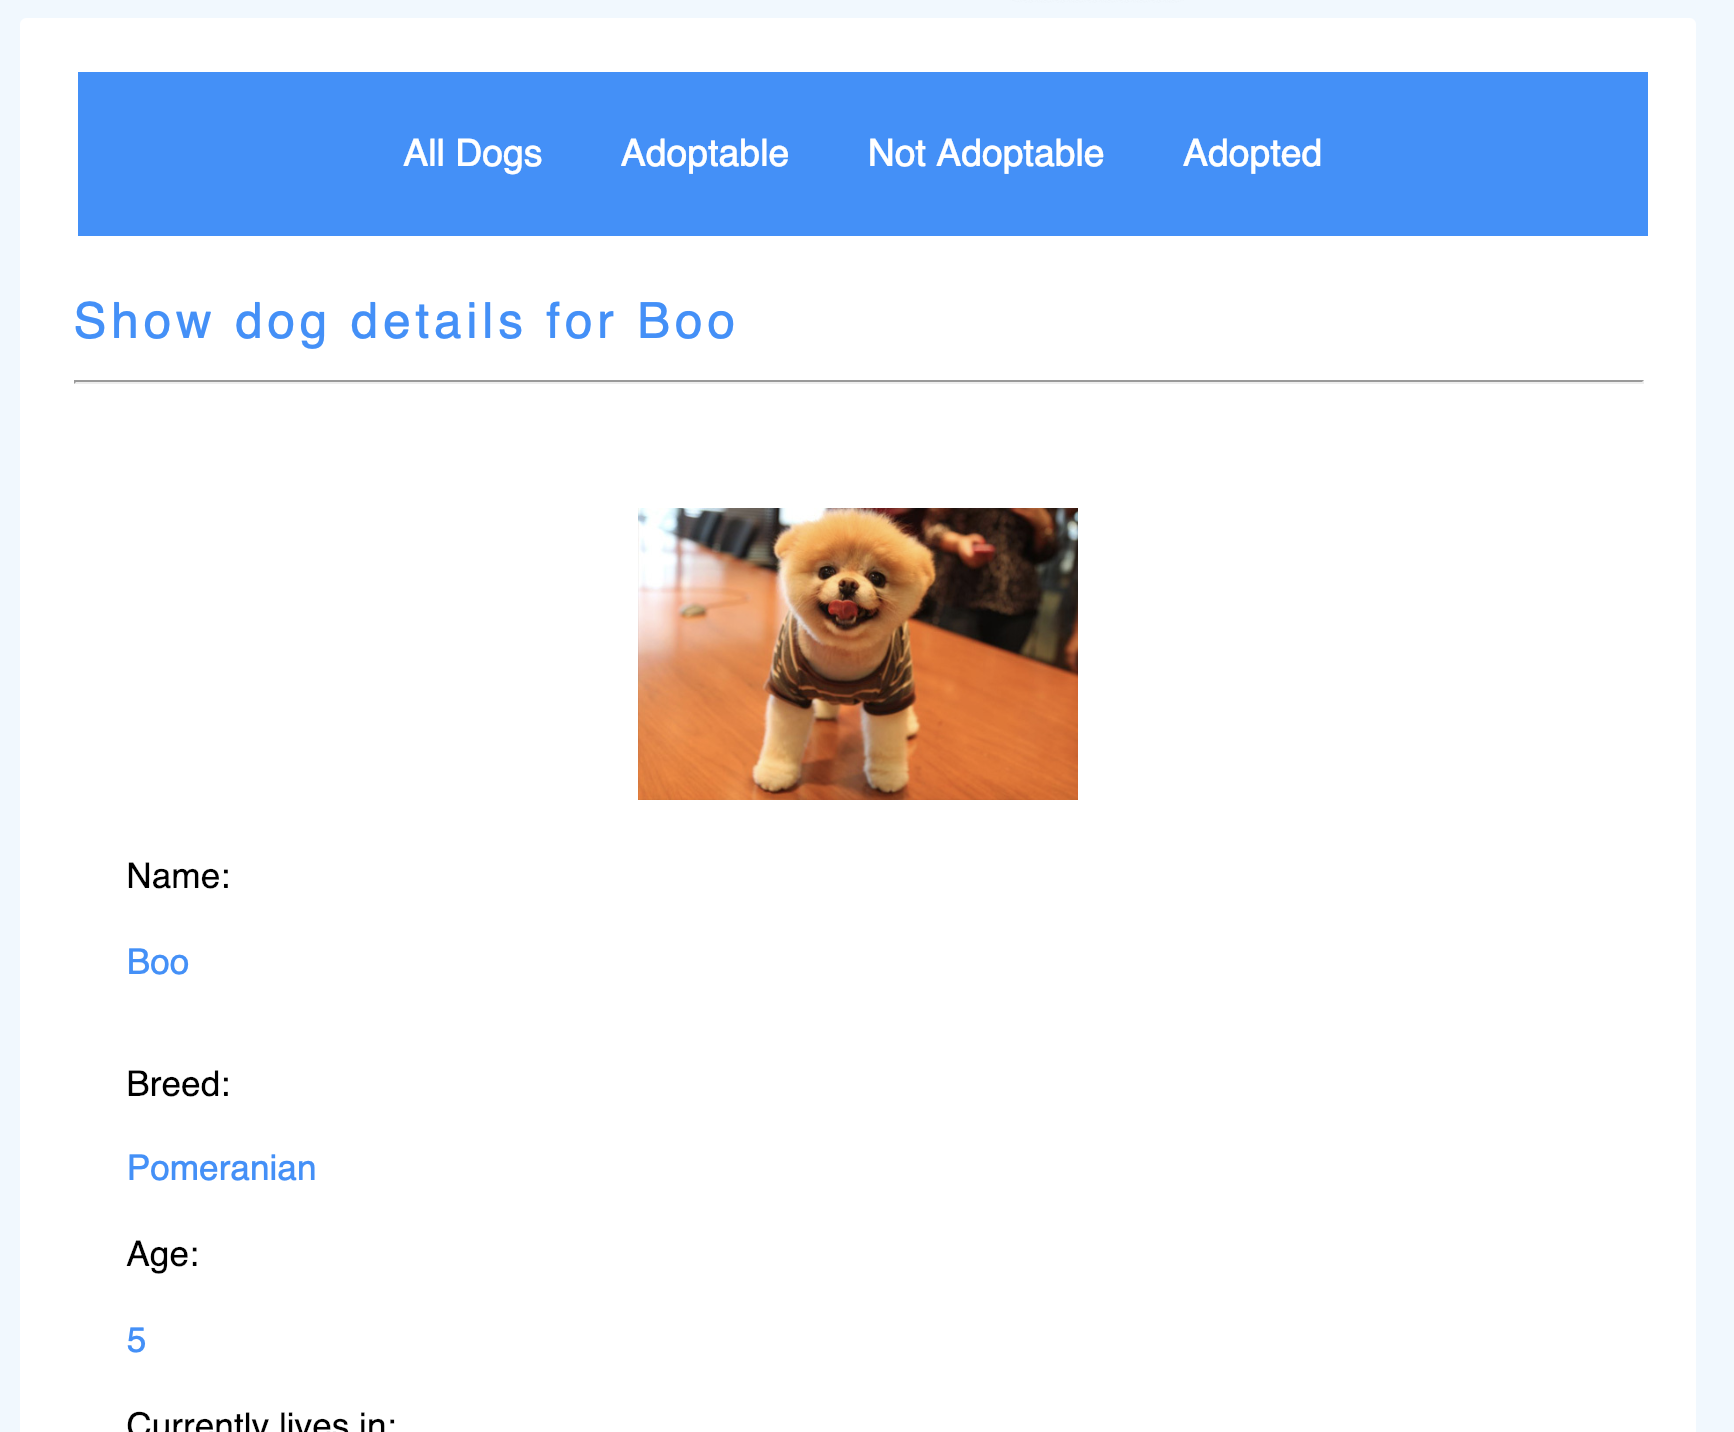 All Dogs Adoptable Not Adoptable Adopted
Show dog details for Boo
Name:
Boo
Breed:
Pomeranian
Age:
5
Currently lives in: